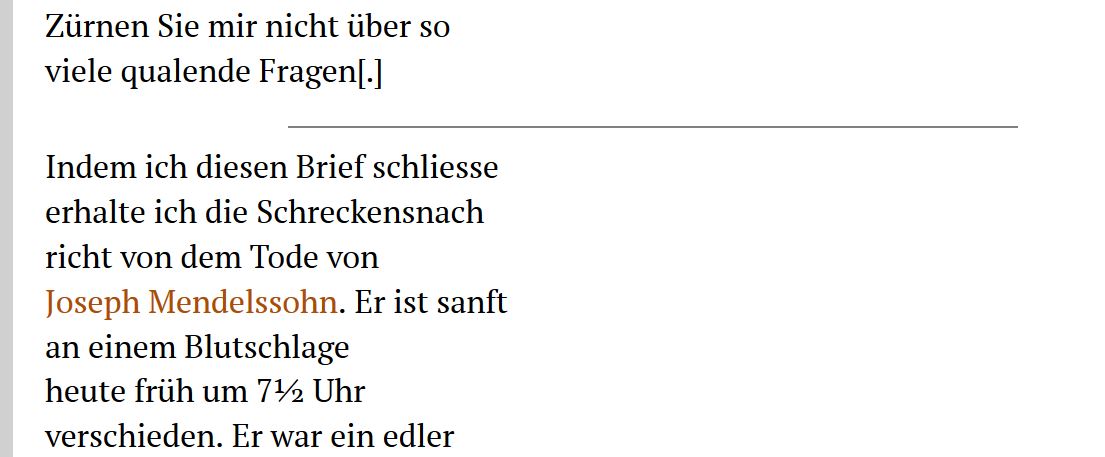 Zürnen Sie mir nicht über so
viele qualende Fragen[.]
Indem ich diesen Brief schliesse
erhalte ich die Schreckensnach
richt von dem Tode von
Joseph Mendelssohn. Er ist sanft
an einem Blutschlage
heute früh um 7½ Uhr
verschieden. Er war ein edler